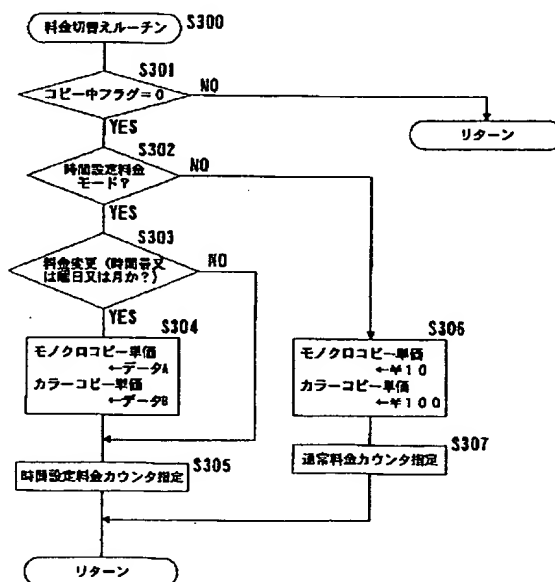 料金切替えルーチン
S300
S301
コピー中フラグ=0
NO
YES
リターン
S302
時間設定料金
モード?
NO
YES
S303
料金変更(時間帯又
は曜日又は月か?)
NO
YES
S304
モノクロコピー単価
←データA
カラーコピー単価
←データB
S306
モノクロコピー単価
←¥10
カラーコピー単価
←¥100
S305
時間設定料金カウンタ指定
S307
通常料金カウンタ指定
リターン